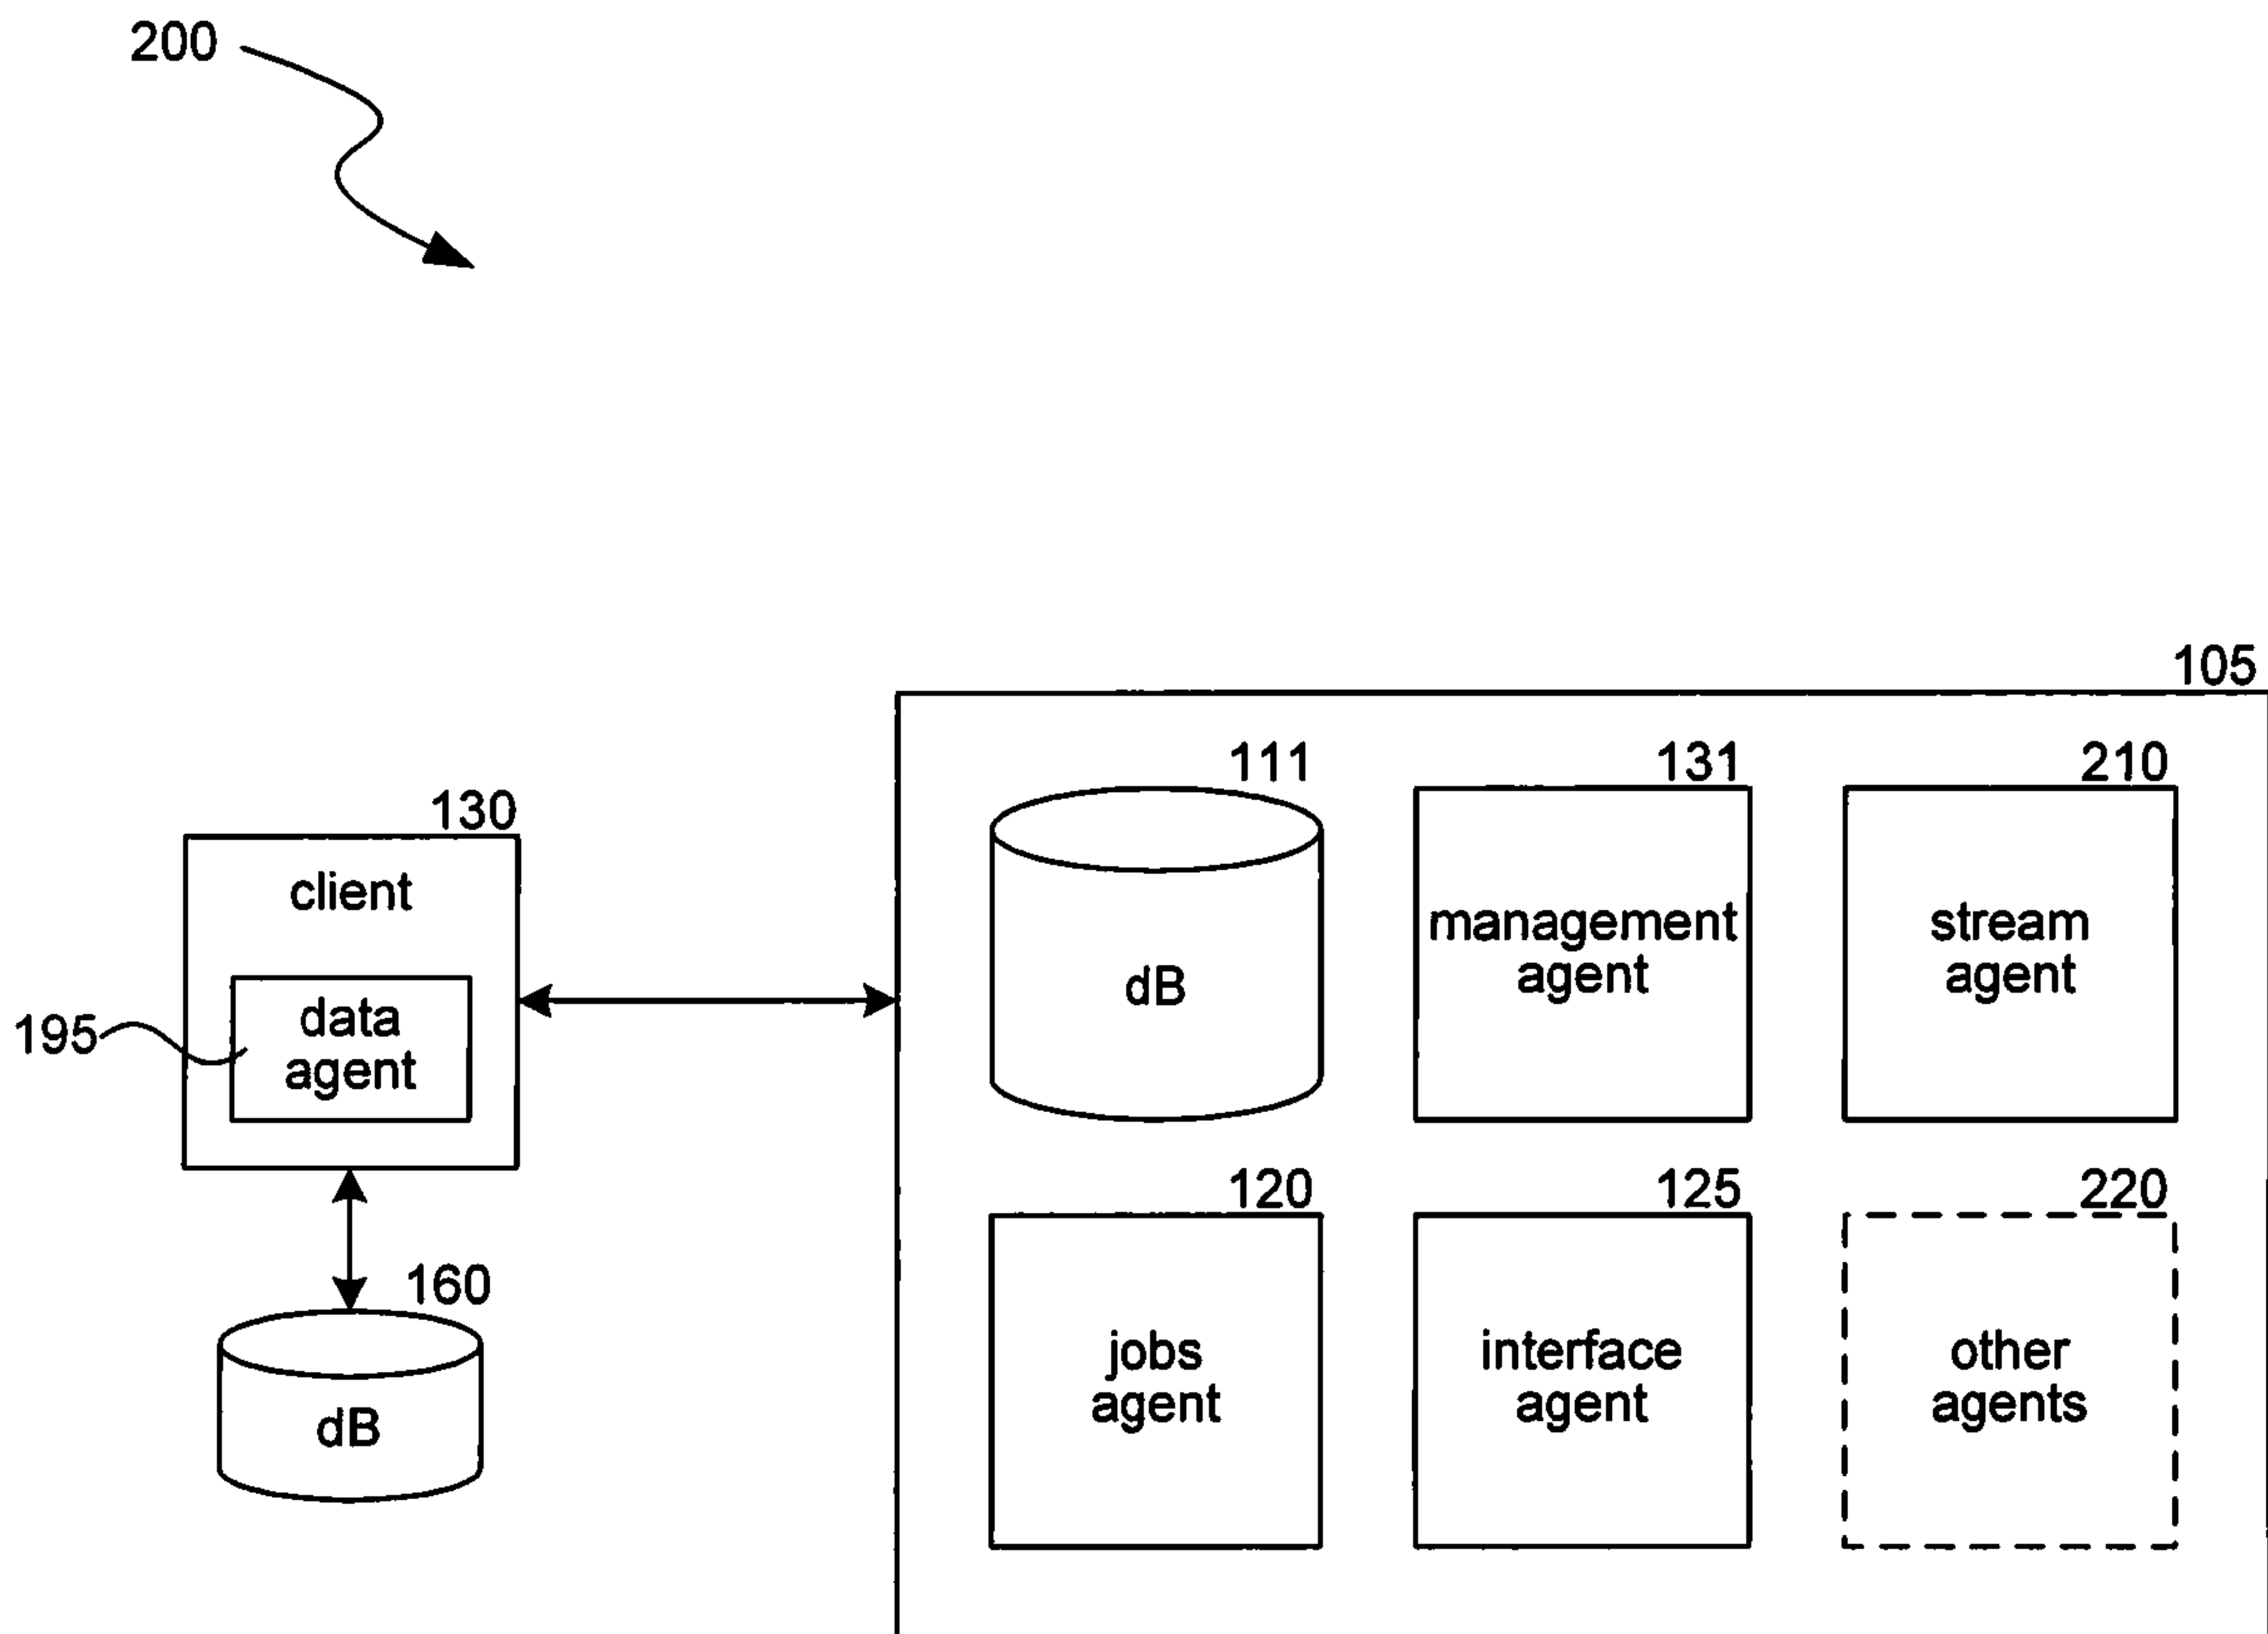 200
105
111
131
210
130
client
management
agent
stream
agent
dB
data
agent
195
120
125
220
160
jobs
agent
interface
agent
other
agents
dB